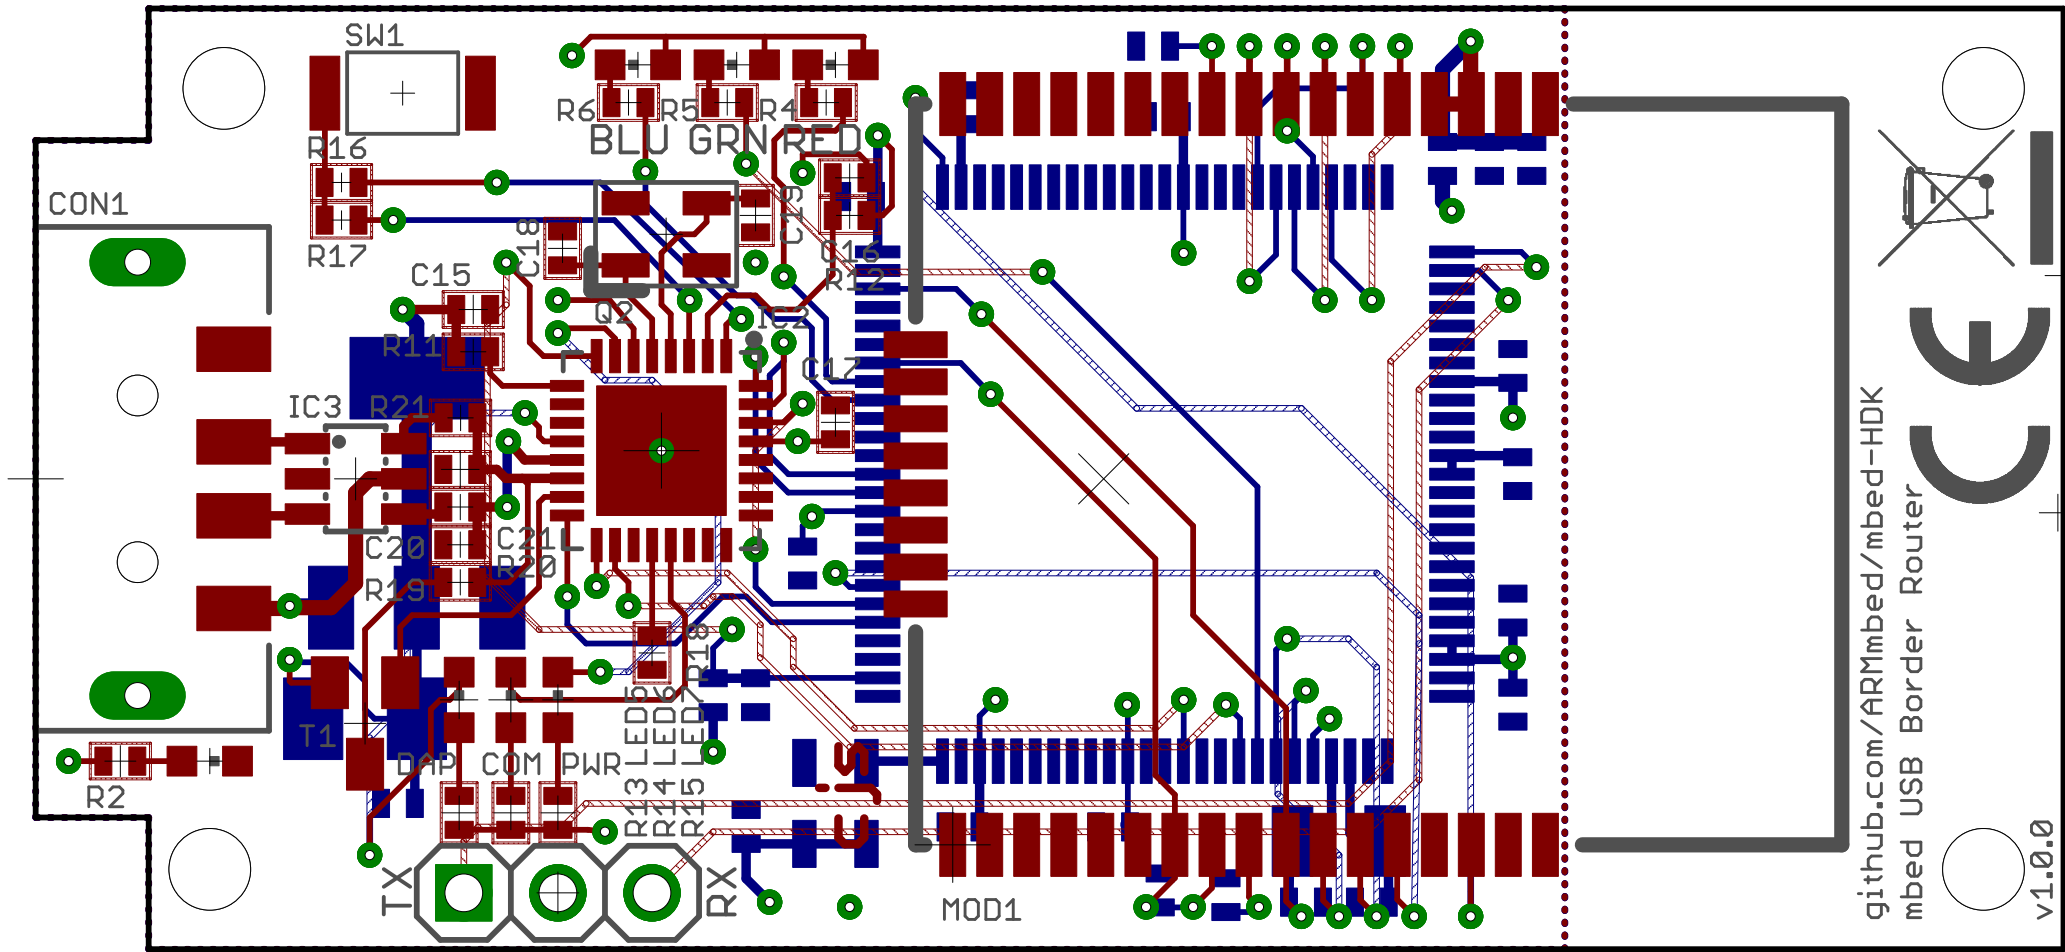 SW1
R6
R5
R4
BLU
GRN
RED
R16
CON1
R17
C18
C19
C16
R12
C15
Q2
IC2
R11
C17
IC3
R21
C20
C21
R20
R19
R18
T1
DAP
COM
PWR
R13 LED5
R14 LED6
R15 LED7
R2
TX
RX
MOD1
CE
github.com/ARMmbed/mbed-HDK
mbed USB Border Router
v1.0.0